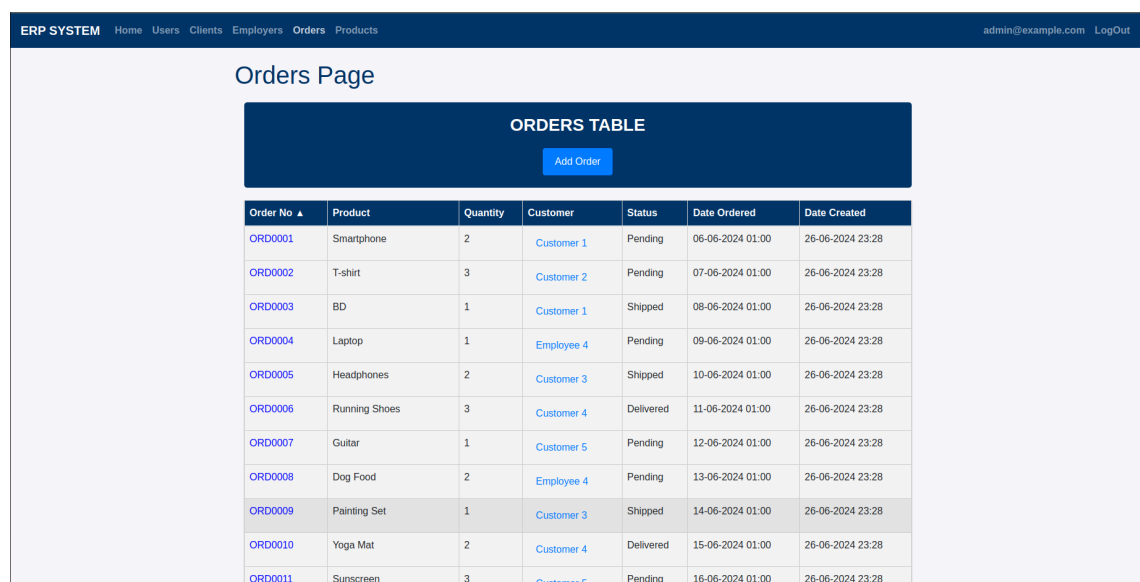 ERP SYSTEM Home Users Clients Employers Orders Products admin@example.com LogOut
Orders Page
ORDERS TABLE
Add Order
Order No ▲ Product Quantity Customer Status Date Ordered Date Created
ORD0001 Smartphone 2 Customer 1 Pending 06-06-2024 01:00 26-06-2024 23:28
ORD0002 T-shirt 3 Customer 2 Pending 07-06-2024 01:00 26-06-2024 23:28
ORD0003 BD 1 Customer 1 Shipped 08-06-2024 01:00 26-06-2024 23:28
ORD0004 Laptop 1 Employee 4 Pending 09-06-2024 01:00 26-06-2024 23:28
ORD0005 Headphones 2 Customer 3 Shipped 10-06-2024 01:00 26-06-2024 23:28
ORD0006 Running Shoes 3 Customer 4 Delivered 11-06-2024 01:00 26-06-2024 23:28
ORD0007 Guitar 1 Customer 5 Pending 12-06-2024 01:00 26-06-2024 23:28
ORD0008 Dog Food 2 Employee 4 Pending 13-06-2024 01:00 26-06-2024 23:28
ORD0009 Painting Set 1 Customer 3 Shipped 14-06-2024 01:00 26-06-2024 23:28
ORD0010 Yoga Mat 2 Customer 4 Delivered 15-06-2024 01:00 26-06-2024 23:28
ORD0011 Sunscreen 3 Customer 5 Pending 16-06-2024 01:00 26-06-2024 23:28